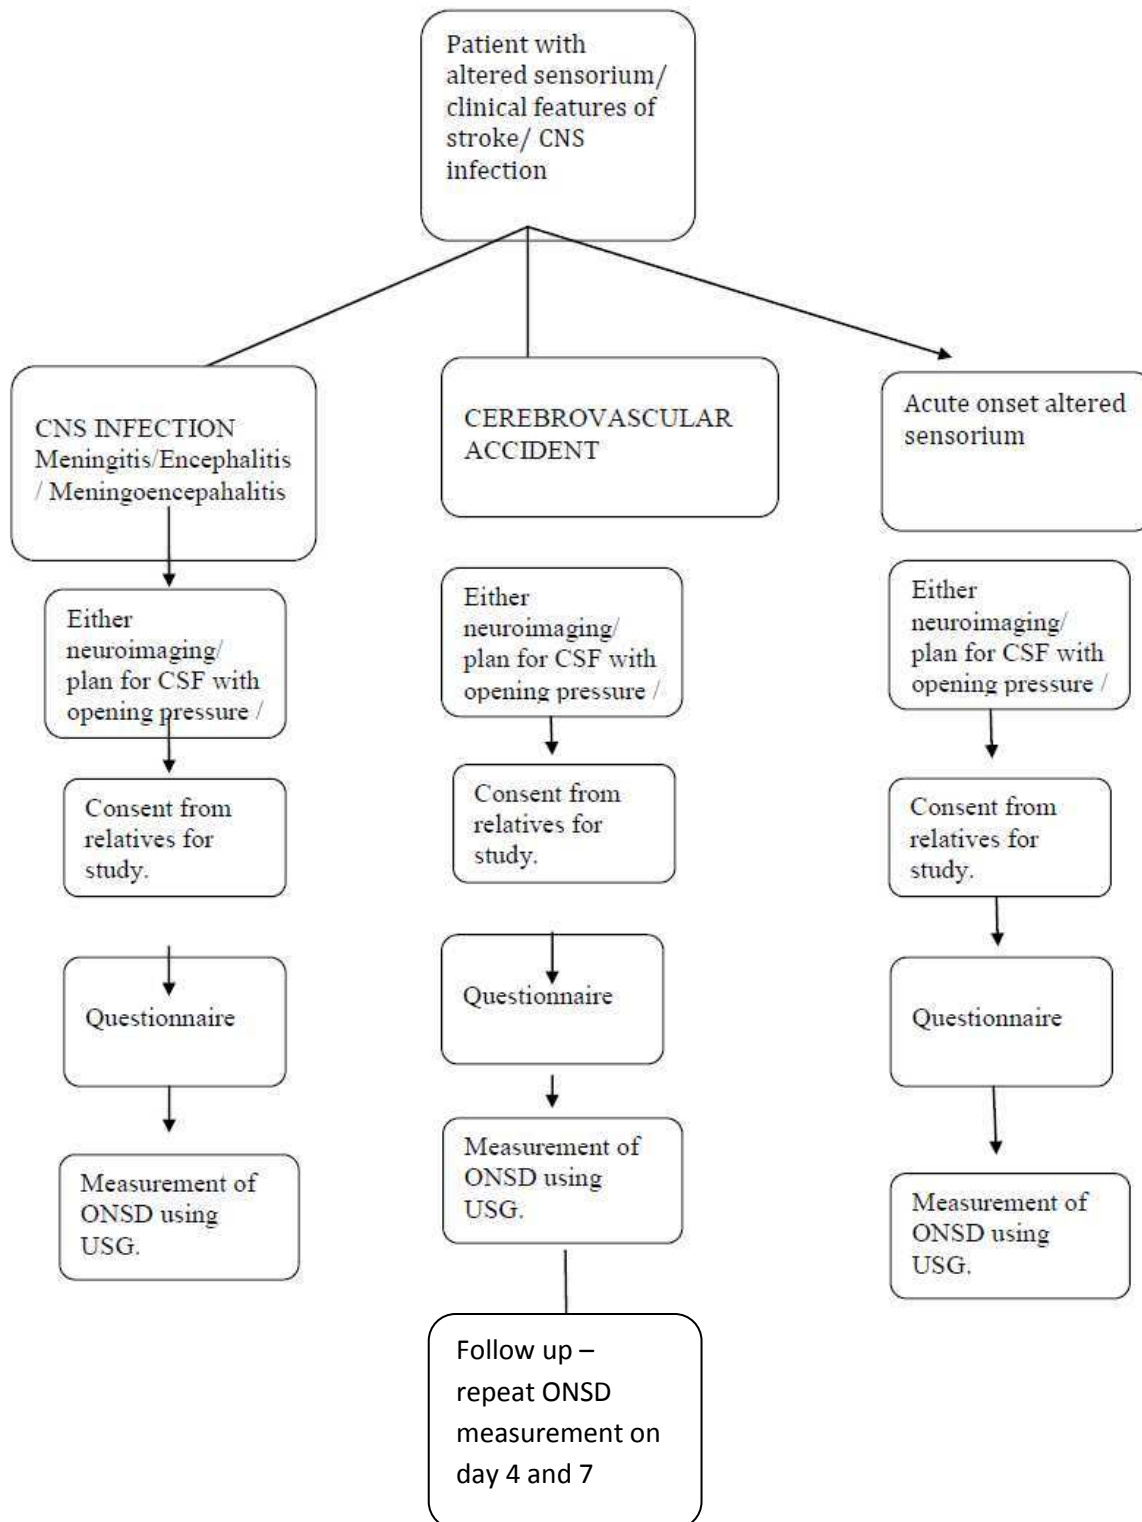 Patient with
altered sensorium/
clinical features of
stroke/ CNS
infection
CNS INFECTION
Meningitis/Encephalitis
/ Meningoencepahalitis
CEREBROVASCULAR
ACCIDENT
Acute onset altered
sensorium
Either
neuroimaging/
plan for CSF with
opening pressure /
Either
neuroimaging/
plan for CSF with
opening pressure /
Either
neuroimaging/
plan for CSF with
opening pressure /
Consent from
relatives for
study.
Consent from
relatives for
study.
Consent from
relatives for
study.
Questionnaire
Questionnaire
Questionnaire
Measurement of
ONSD using
USG.
Measurement of
ONSD using
USG.
Measurement of
ONSD using
USG.
Follow up –
repeat ONSD
measurement on
day 4 and 7